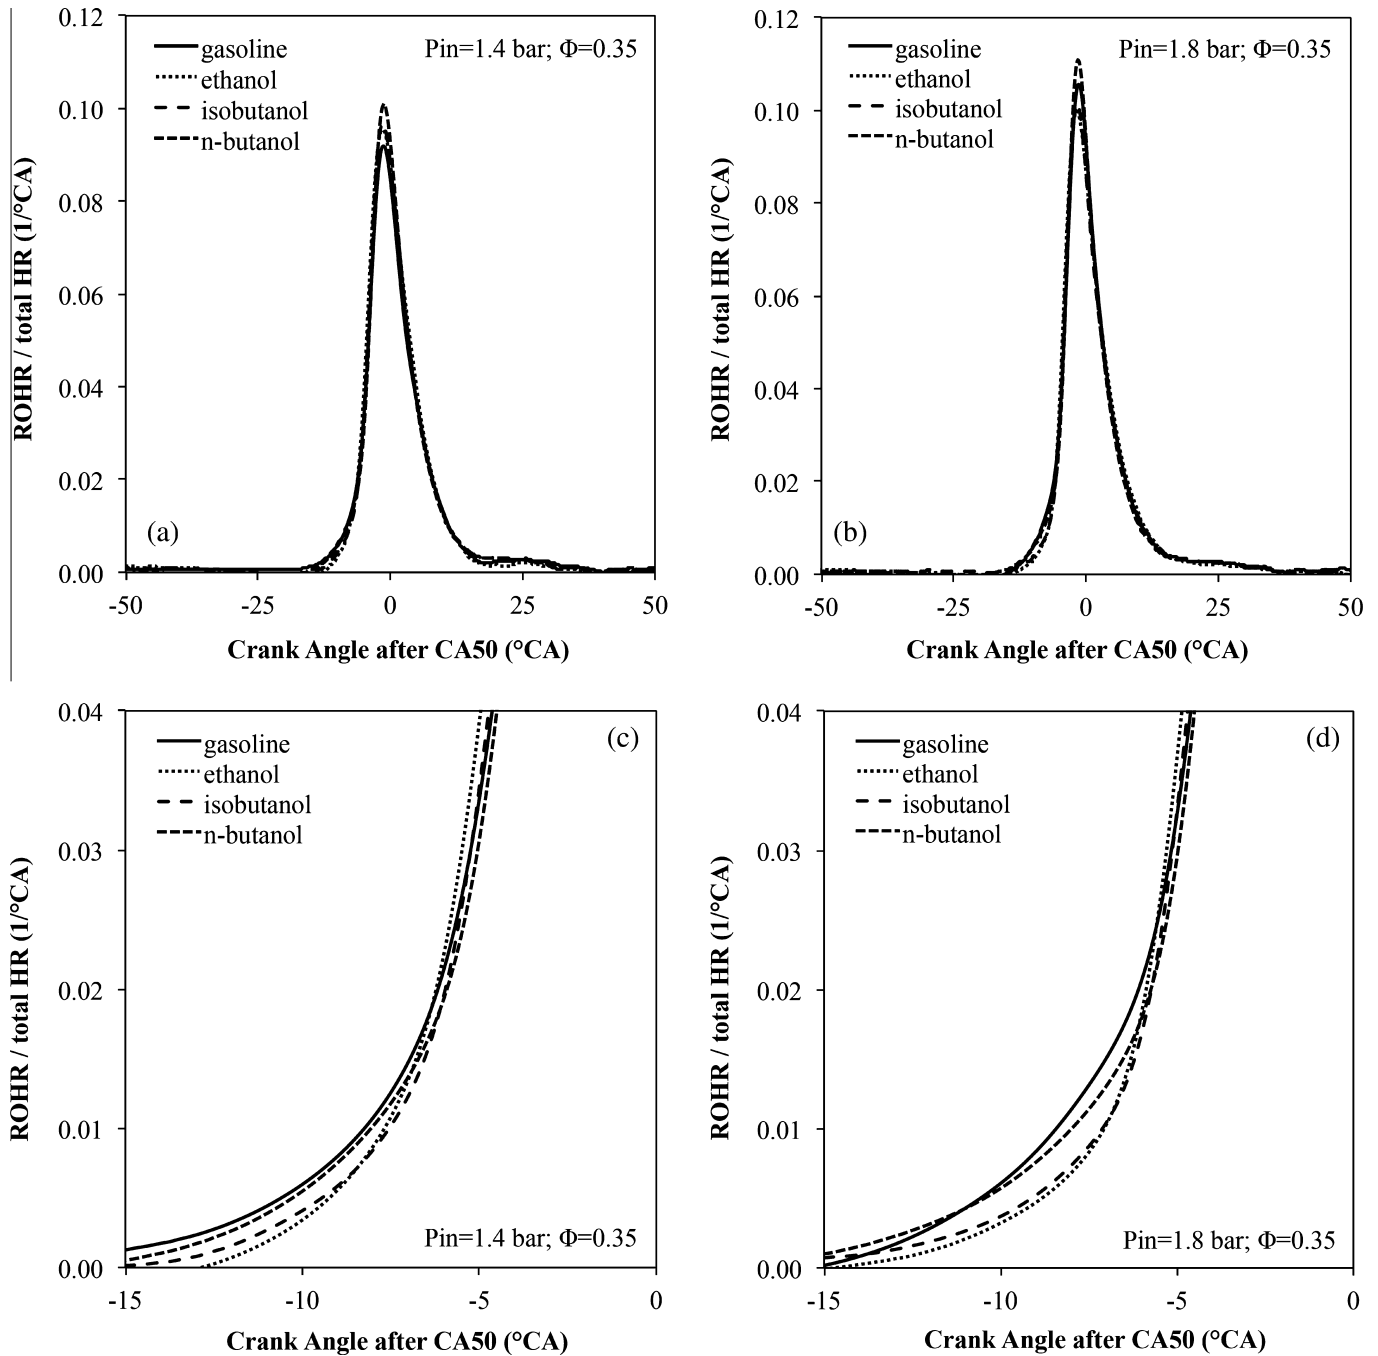 0.12
0.10
0.08
0.06
0.04
0.02
0.00
ROHR / total HR (1/°CA)
gasoline
ethanol
isobutanol
n-butanol
Pin=1.4 bar; Φ=0.35
(a)
-50
-25
0
25
50
Crank Angle after CA50 (°CA)
0.12
0.10
0.08
0.06
0.04
0.02
0.00
ROHR / total HR (1/°CA)
gasoline
ethanol
isobutanol
n-butanol
Pin=1.8 bar; Φ=0.35
(b)
-50
-25
0
25
50
Crank Angle after CA50 (°CA)
0.04
0.03
0.02
0.01
0.00
ROHR / total HR (1/°CA)
gasoline
ethanol
isobutanol
n-butanol
(c)
Pin=1.4 bar; Φ=0.35
-15
-10
-5
0
Crank Angle after CA50 (°CA)
0.04
0.03
0.02
0.01
0.00
ROHR / total HR (1/°CA)
gasoline
ethanol
isobutanol
n-butanol
(d)
Pin=1.8 bar; Φ=0.35
-15
-10
-5
0
Crank Angle after CA50 (°CA)